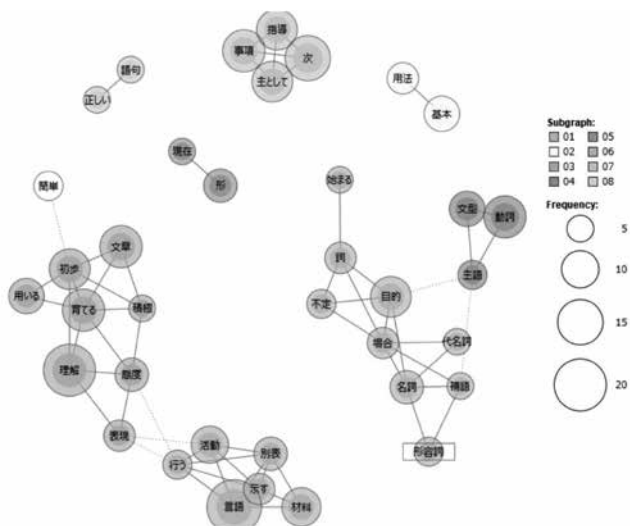 指導
事項
次
主として
語句
正しい
用法
基本
現在
形
簡単
始まる
文型
動詞
文章
初歩
詞
主語
用いる
育てる
積極
不定
目的
場合
代名詞
理解
態度
名詞
補語
表現
活動
別表
形容詞
行う
示す
言語
材料
Subgraph:
01 05
02 06
03 07
04 08
Frequency:
5
10
15
20